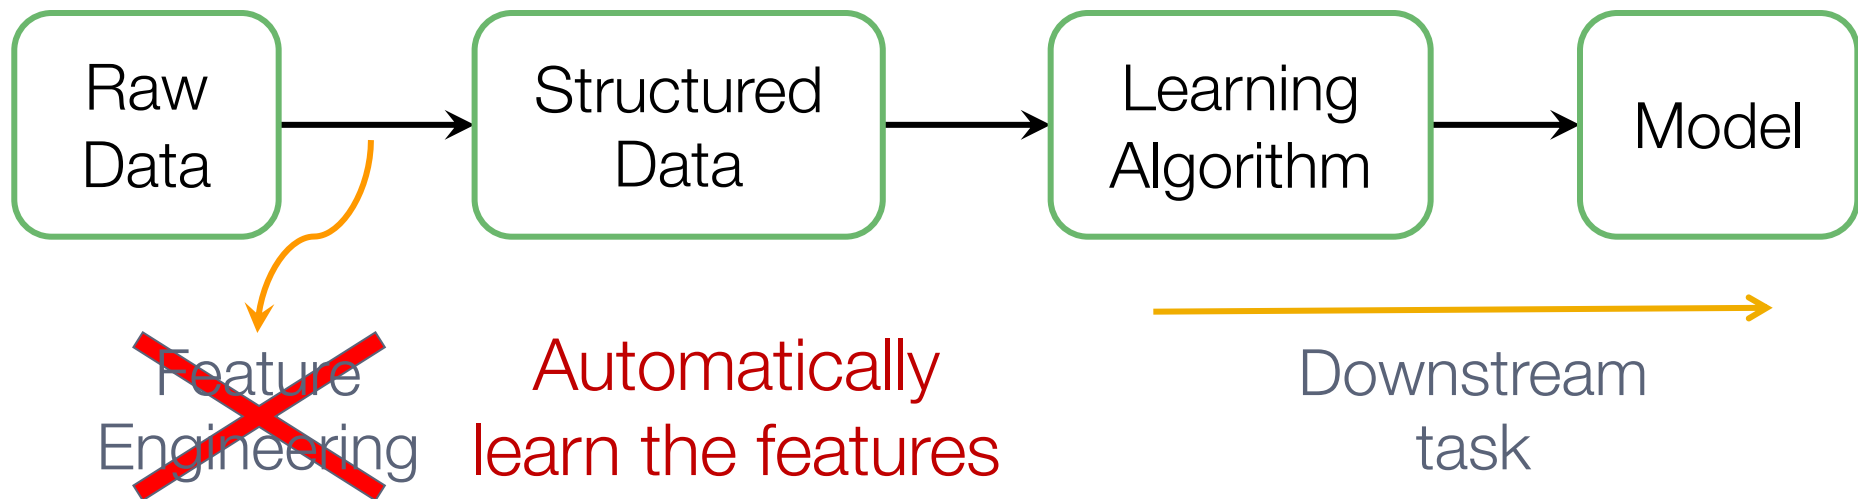 Raw
Data
Structured
Data
Learning
Algorithm
Model
Feature
Engineering
Automatically
learn the features
Downstream
task